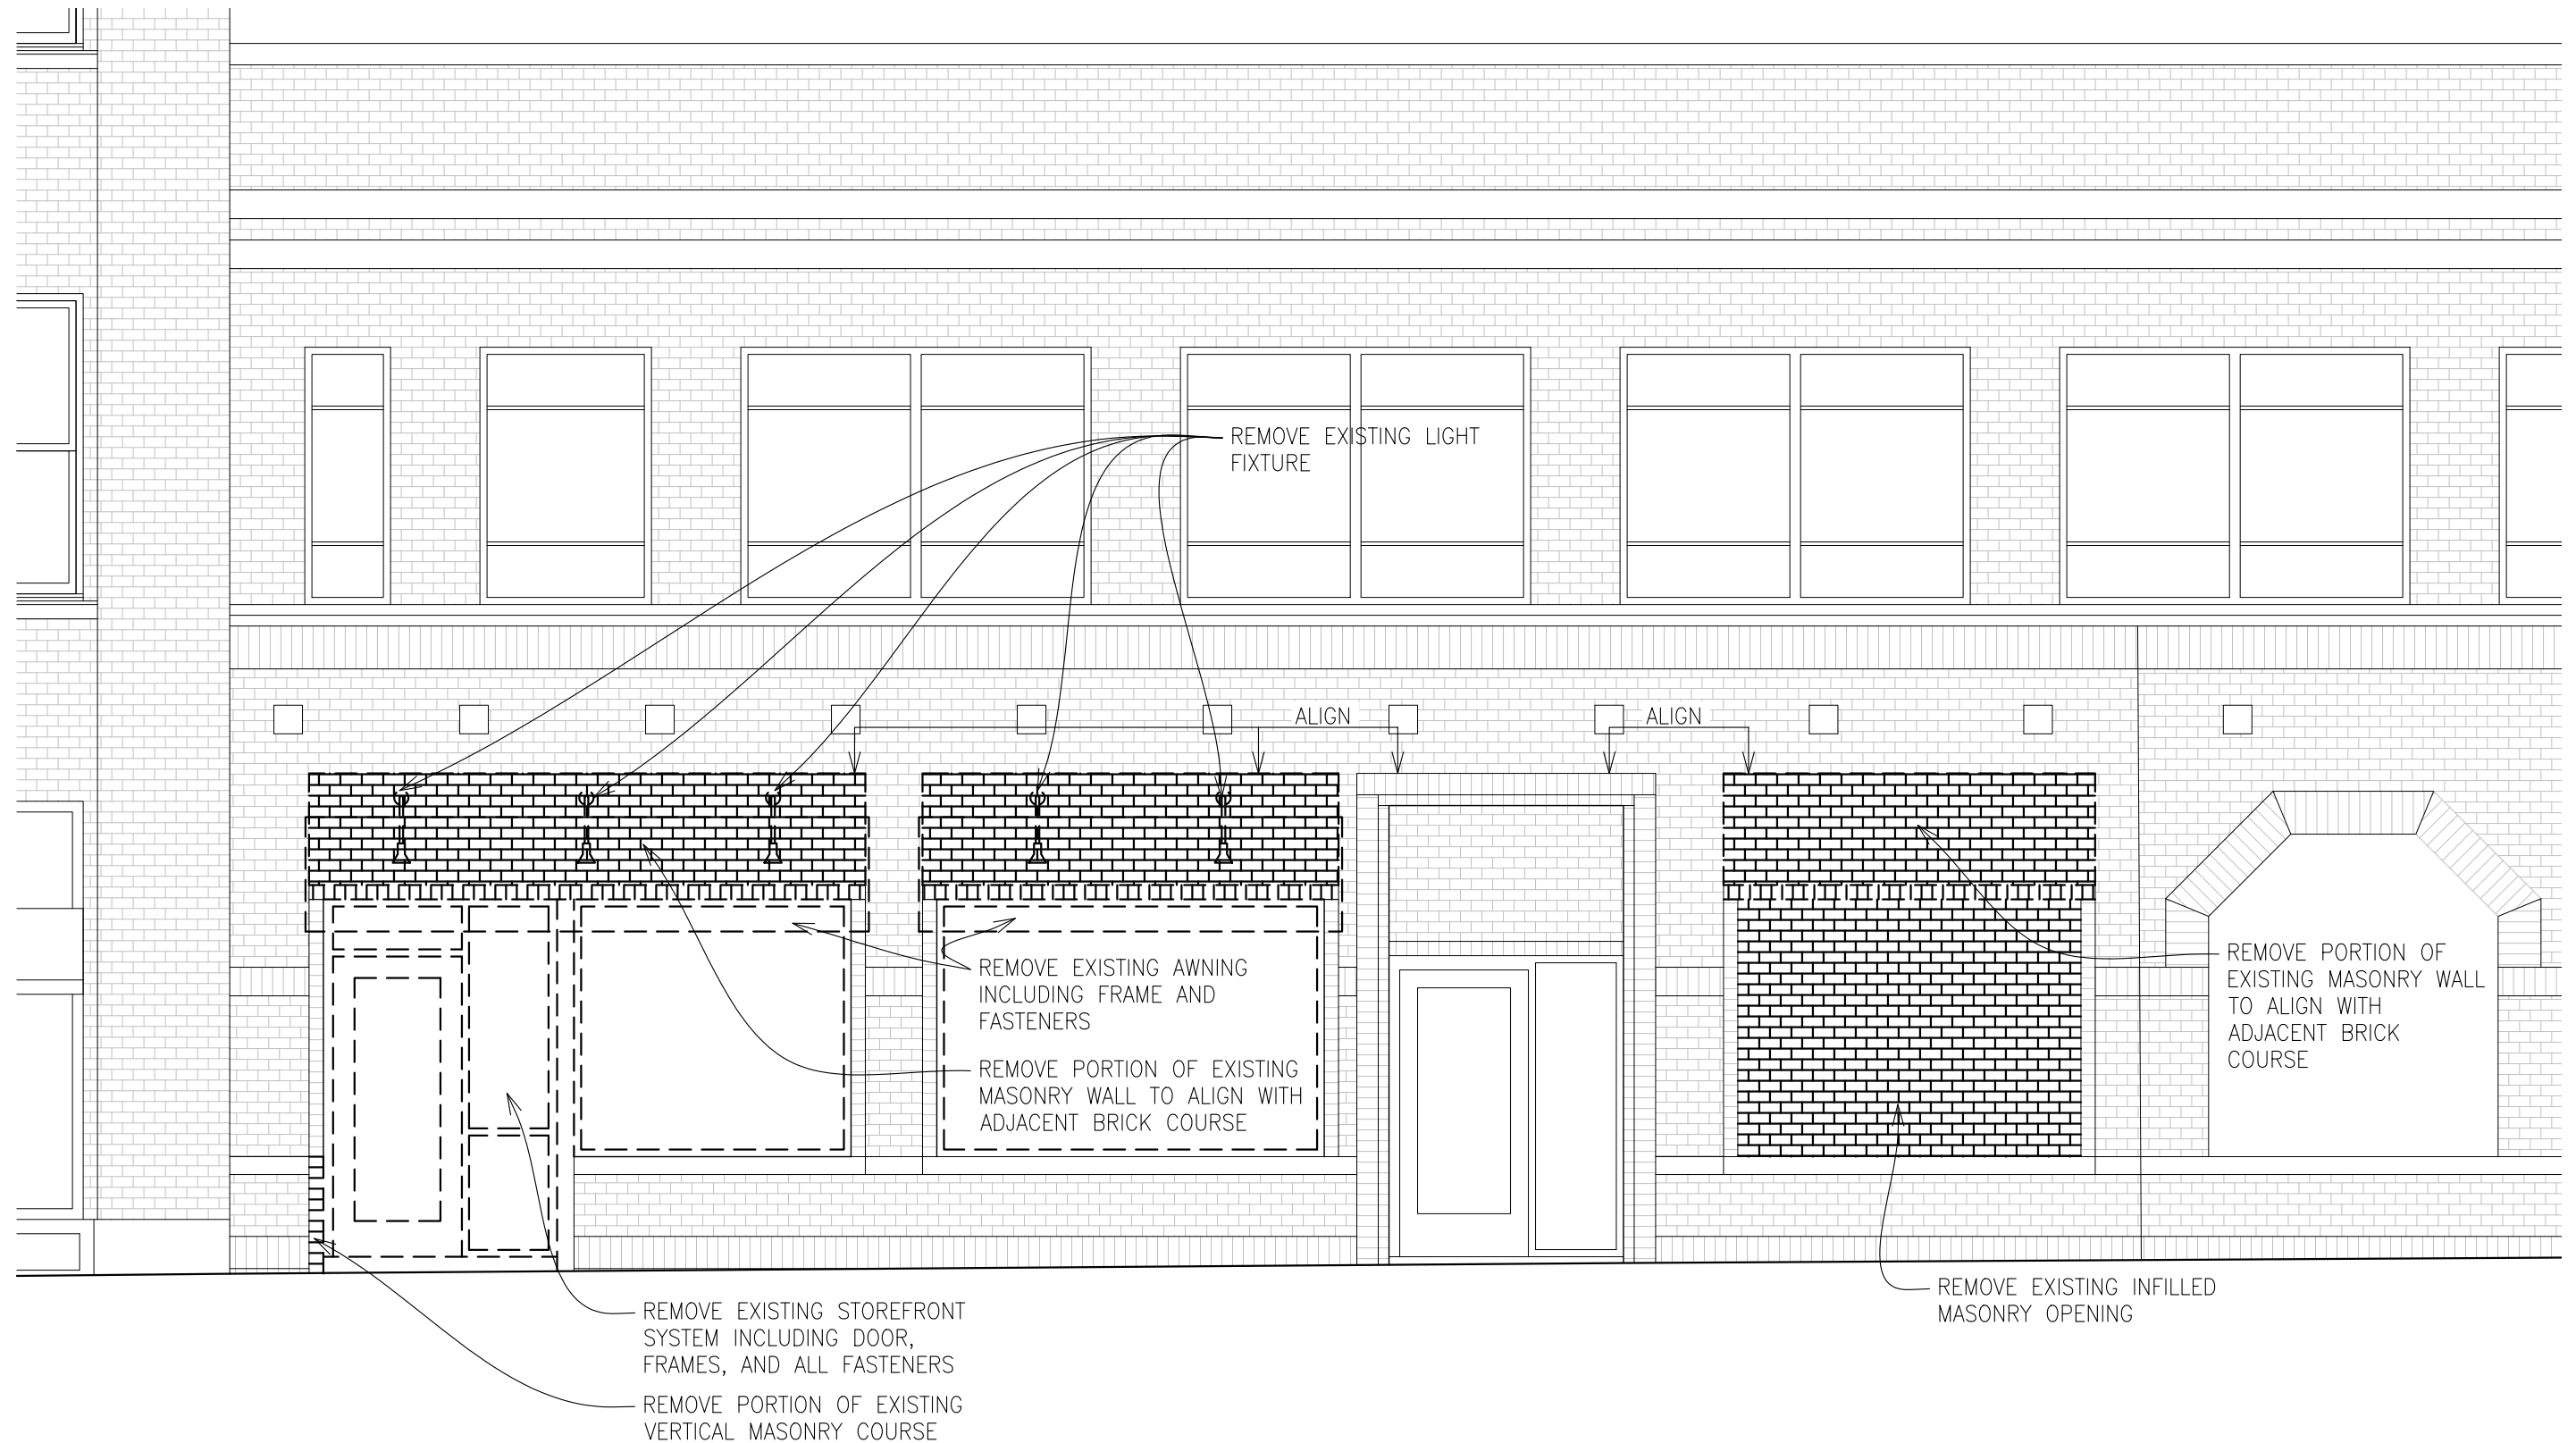 REMOVE EXISTING LIGHT
FIXTURE
ALIGN
ALIGN
REMOVE EXISTING AWNING
INCLUDING FRAME AND
FASTENERS
REMOVE PORTION OF EXISTING
MASONRY WALL TO ALIGN WITH
ADJACENT BRICK COURSE
REMOVE PORTION OF
EXISTING MASONRY WALL
TO ALIGN WITH
ADJACENT BRICK
COURSE
REMOVE EXISTING INFILLED
MASONRY OPENING
REMOVE EXISTING STOREFRONT
SYSTEM INCLUDING DOOR,
FRAMES, AND ALL FASTENERS
REMOVE PORTION OF EXISTING
VERTICAL MASONRY COURSE